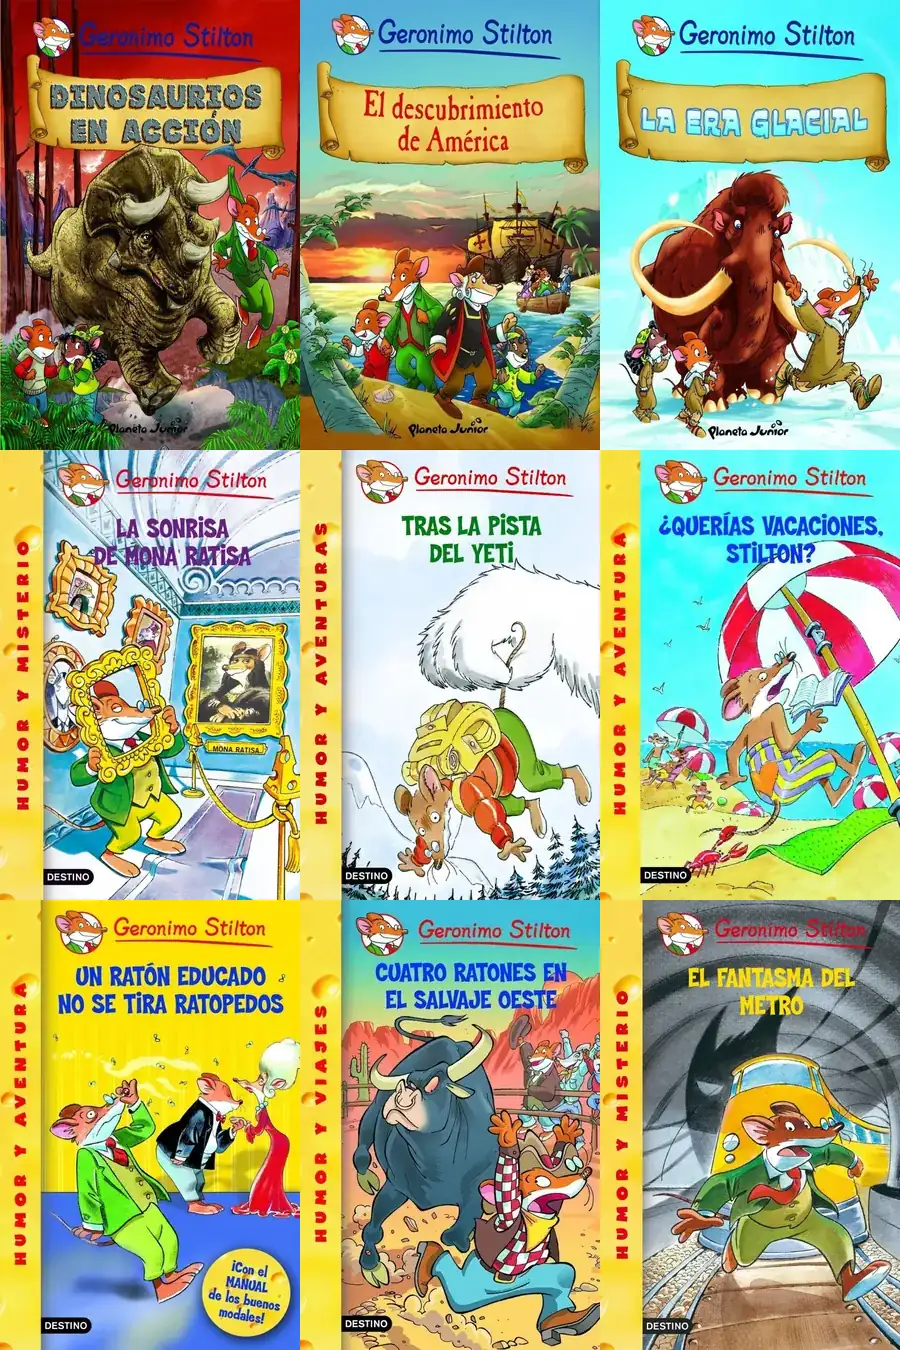 Geronimo Stilton
DINOSAURIOS
EN ACCIÓN
Planeta Junior
Geronimo Stilton
El descubrimiento
de América
Planeta Junior
Geronimo Stilton
LA ERA GLACIAL
Planeta Junior
Geronimo Stilton
LA SONRISA
DE MONA RATISA
HUMOR Y MISTERIO
MONA RATISA
DESTINO
Geronimo Stilton
TRAS LA PISTA
DEL YETI
HUMOR Y AVENTURAS
DESTINO
Geronimo Stilton
¿QUERÍAS VACACIONES,
STILTON?
HUMOR Y AVENTURA
DESTINO
Geronimo Stilton
UN RATÓN EDUCADO
NO SE TIRA RATOPEDOS
HUMOR Y AVENTURA
¡Con el
MANUAL
de los buenos
modales!
DESTINO
Geronimo Stilton
CUATRO RATONES EN
EL SALVAJE OESTE
HUMOR Y VIAJES
DESTINO
Geronimo Stilton
EL FANTASMA DEL
METRO
HUMOR Y MISTERIO
DESTINO